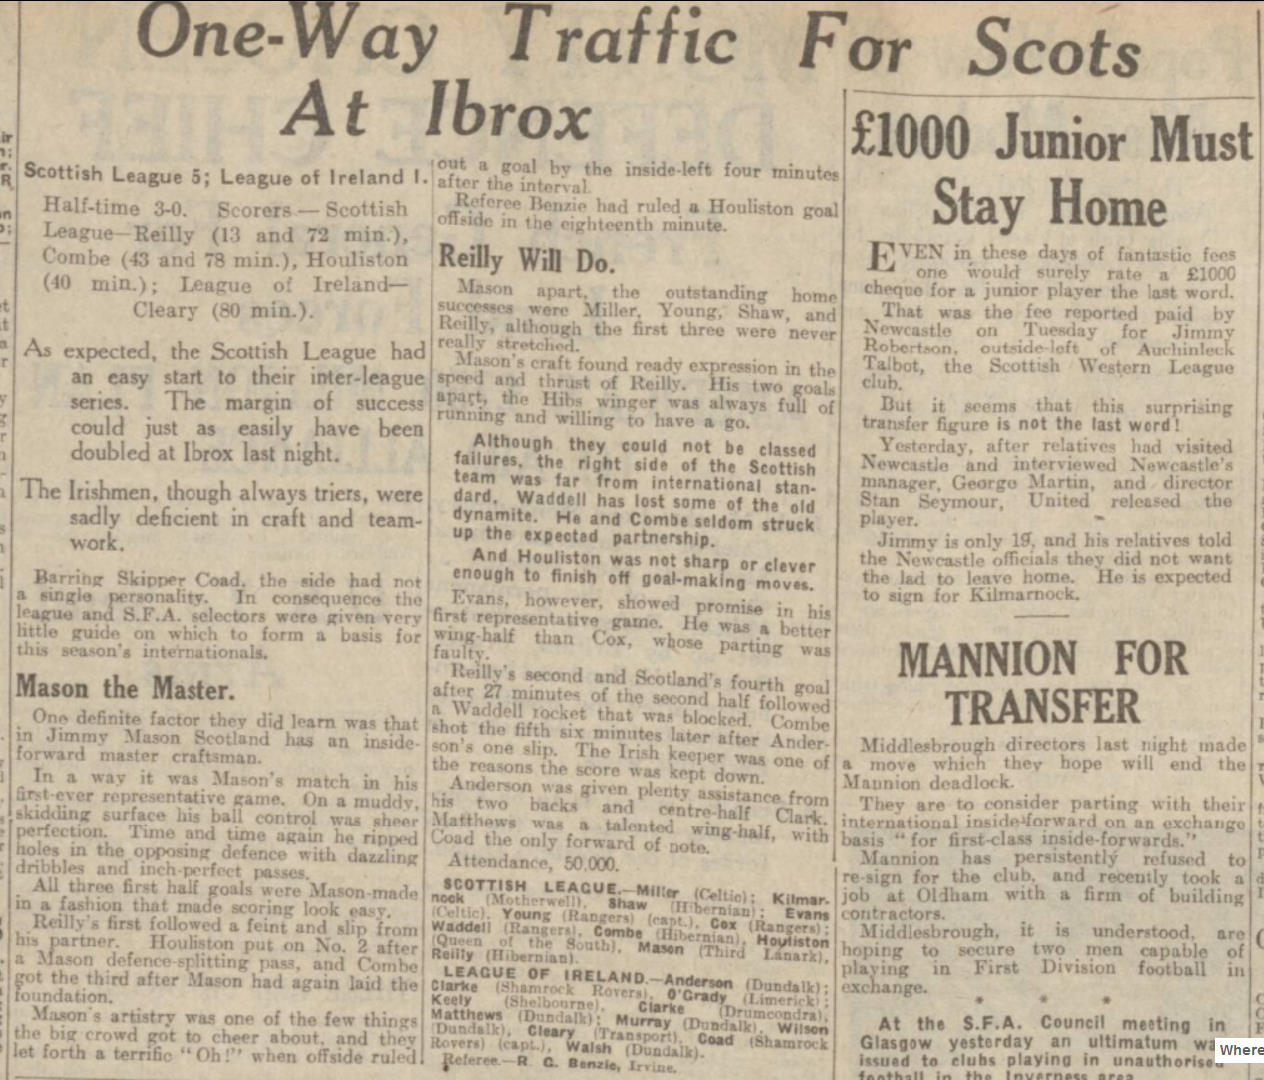 One-Way Traffic For Scots
At Ibrox
Scottish League 5; League of Ireland 1.
Half-time 3-0. Scorers — Scottish
League—Reilly (13 and 72 min.),
Combe (43 and 78 min.), Houliston
(40 min.); League of Ireland—
Cleary (80 min.).
As expected, the Scottish League had
an easy start to their inter-league
series. The margin of success
could just as easily have been
doubled at Ibrox last night.
The Irishmen, though always triers, were
sadly deficient in craft and team-
work.
Barring Skipper Coad, the side had not
a single personality. In consequence the
league and S.F.A. selectors were given very
little guide on which to form a basis for
this season's internationals.
Mason the Master.
One definite factor they did learn was that
in Jimmy Mason Scotland has an inside-
forward master craftsman.
In a way it was Mason's match in his
first-ever representative game. On a muddy,
skidding surface his ball control was sheer
perfection. Time and time again he ripped
holes in the opposing defence with dazzling
dribbles and inch-perfect passes.
All three first half goals were Mason-made
in a fashion that made scoring look easy.
Reilly's first followed a feint and slip from
his partner. Houliston put on No. 2 after
a Mason defence-splitting pass, and Combe
got the third after Mason had again laid the
foundation.
Mason's artistry was one of the few things
the big crowd got to cheer about, and they
let forth a terrific "Oh!" when offside ruled
out a goal by the inside-left four minutes
after the interval.
Referee Benzie had ruled a Houliston goal
offside in the eighteenth minute.
Reilly Will Do.
Mason apart, the outstanding home
successes were Miller, Young, Shaw, and
Reilly, although the first three were never
really stretched.
Mason's craft found ready expression in the
speed and thrust of Reilly. His two goals
apart, the Hibs winger was always full of
running and willing to have a go.
Although they could not be classed
failures, the right side of the Scottish
team was far from international stan-
dard. Waddell has lost some of the old
dynamite. He and Combe seldom struck
up the expected partnership.
And Houliston was not sharp or clever
enough to finish off goal-making moves.
Evans, however, showed promise in his
first representative game. He was a better
wing-half than Cox, whose parting was
faulty.
Reilly's second and Scotland's fourth goal
after 27 minutes of the second half followed
a Waddell rocket that was blocked. Combe
shot the fifth six minutes later after Ander-
son's one slip. The Irish keeper was one of
the reasons the score was kept down.
Anderson was given plenty assistance from
his two backs and centre-half Clark.
Matthews was a talented wing-half, with
Coad the only forward of note.
Attendance, 50,000.
SCOTTISH LEAGUE.—Miller (Celtic); Kilmar-
nock (Motherwell), Shaw (Hibernian); Evans
(Celtic), Young (Rangers) (capt.), Cox (Rangers);
Waddell (Rangers), Combe (Hibernian), Houliston
(Queen of the South), Mason (Third Lanark),
Reilly (Hibernian).
LEAGUE OF IRELAND.—Anderson (Dundalk);
Clarke (Shamrock Rovers), O'Grady (Limerick);
Keely (Shelbourne), Clarke (Drumcondra),
Matthews (Dundalk); Murray (Dundalk), Wilson
(Dundalk), Cleary (Transport), Coad (Shamrock
Rovers) (capt.), Walsh (Dundalk).
Referee.—R. G. Benzie, Irvine.
£1000 Junior Must
Stay Home
EVEN in these days of fantastic fees
one would surely rate a £1000
cheque for a junior player the last word.
That was the fee reported paid by
Newcastle on Tuesday for Jimmy
Robertson, outside-left of Auchinleck
Talbot, the Scottish Western League
club.
But it seems that this surprising
transfer figure is not the last word!
Yesterday, after relatives had visited
Newcastle and interviewed Newcastle's
manager, George Martin, and director
Stan Seymour, United released the
player.
Jimmy is only 19, and his relatives told
the Newcastle officials they did not want
the lad to leave home. He is expected
to sign for Kilmarnock.
MANNION FOR
TRANSFER
Middlesbrough directors last night made
a move which they hope will end the
Mannion deadlock.
They are to consider parting with their
international inside-forward on an exchange
basis "for first-class inside-forwards."
Mannion has persistently refused to
re-sign for the club, and recently took a
job at Oldham with a firm of building
contractors.
Middlesbrough, it is understood, are
hoping to secure two men capable of
playing in First Division football in
exchange.
* * *
At the S.F.A. Council meeting in
Glasgow yesterday an ultimatum
issued to clubs playing in unauthorised
football in the Inverness area
Where